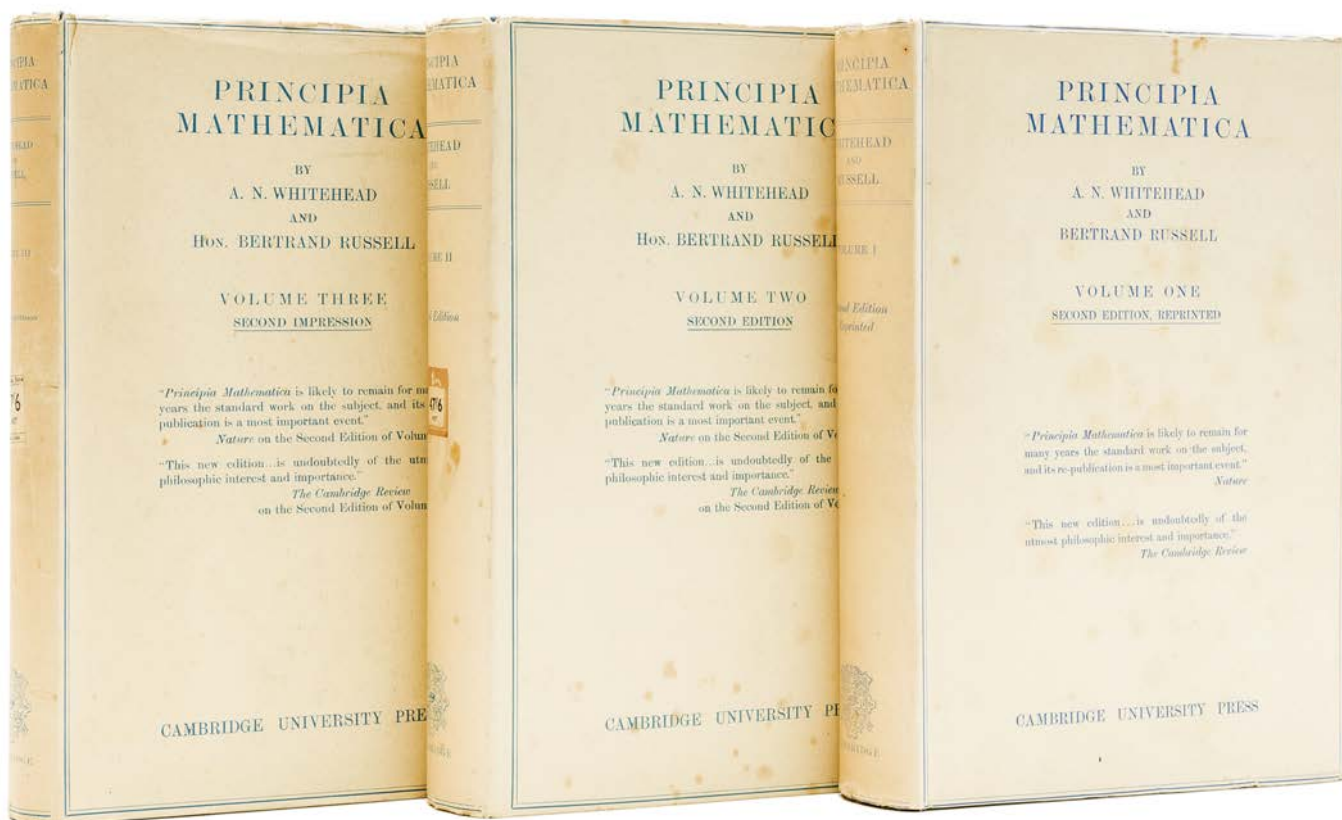 PRINCIPIA
MATHEMATICA
BY
A. N. WHITEHEAD
AND
HON. BERTRAND RUSSELL
VOLUME THREE
SECOND IMPRESSION
"Principia Mathematica is likely to remain for
years the standard work on the subject, and its
publication is a most important event."
Nature on the Second Edition of
"This new edition...is undoubtedly of the
philosophic interest and importance."
The Cambridge Review
on the Second Edition of
CAMBRIDGE UNIVERSITY
II
47/6
PRINCIPIA
MATHEMATIC
BY
A. N. WHITEHEAD
AND
HON. BERTRAND RUSSELL
VOLUME TWO
SECOND EDITION
"Principia Mathematica is likely to remain
years the standard work on the subject, and
publication is a most important event."
Nature on the Second Edition of
"This new edition...is undoubtedly of the
philosophic interest and importance."
The Cambridge Review
on the Second Edition of
CAMBRIDGE UNIVERSITY
AND
I
Edition
PRINCIPIA
MATHEMATICA
BY
A. N. WHITEHEAD
AND
BERTRAND RUSSELL
VOLUME ONE
SECOND EDITION, REPRINTED
"Principia Mathematica is likely to remain for
many years the standard work on the subject,
and its re-publication is a most important event."
Nature
"This new edition...is undoubtedly of the
utmost philosophic interest and importance."
The Cambridge Review
CAMBRIDGE UNIVERSITY PRESS